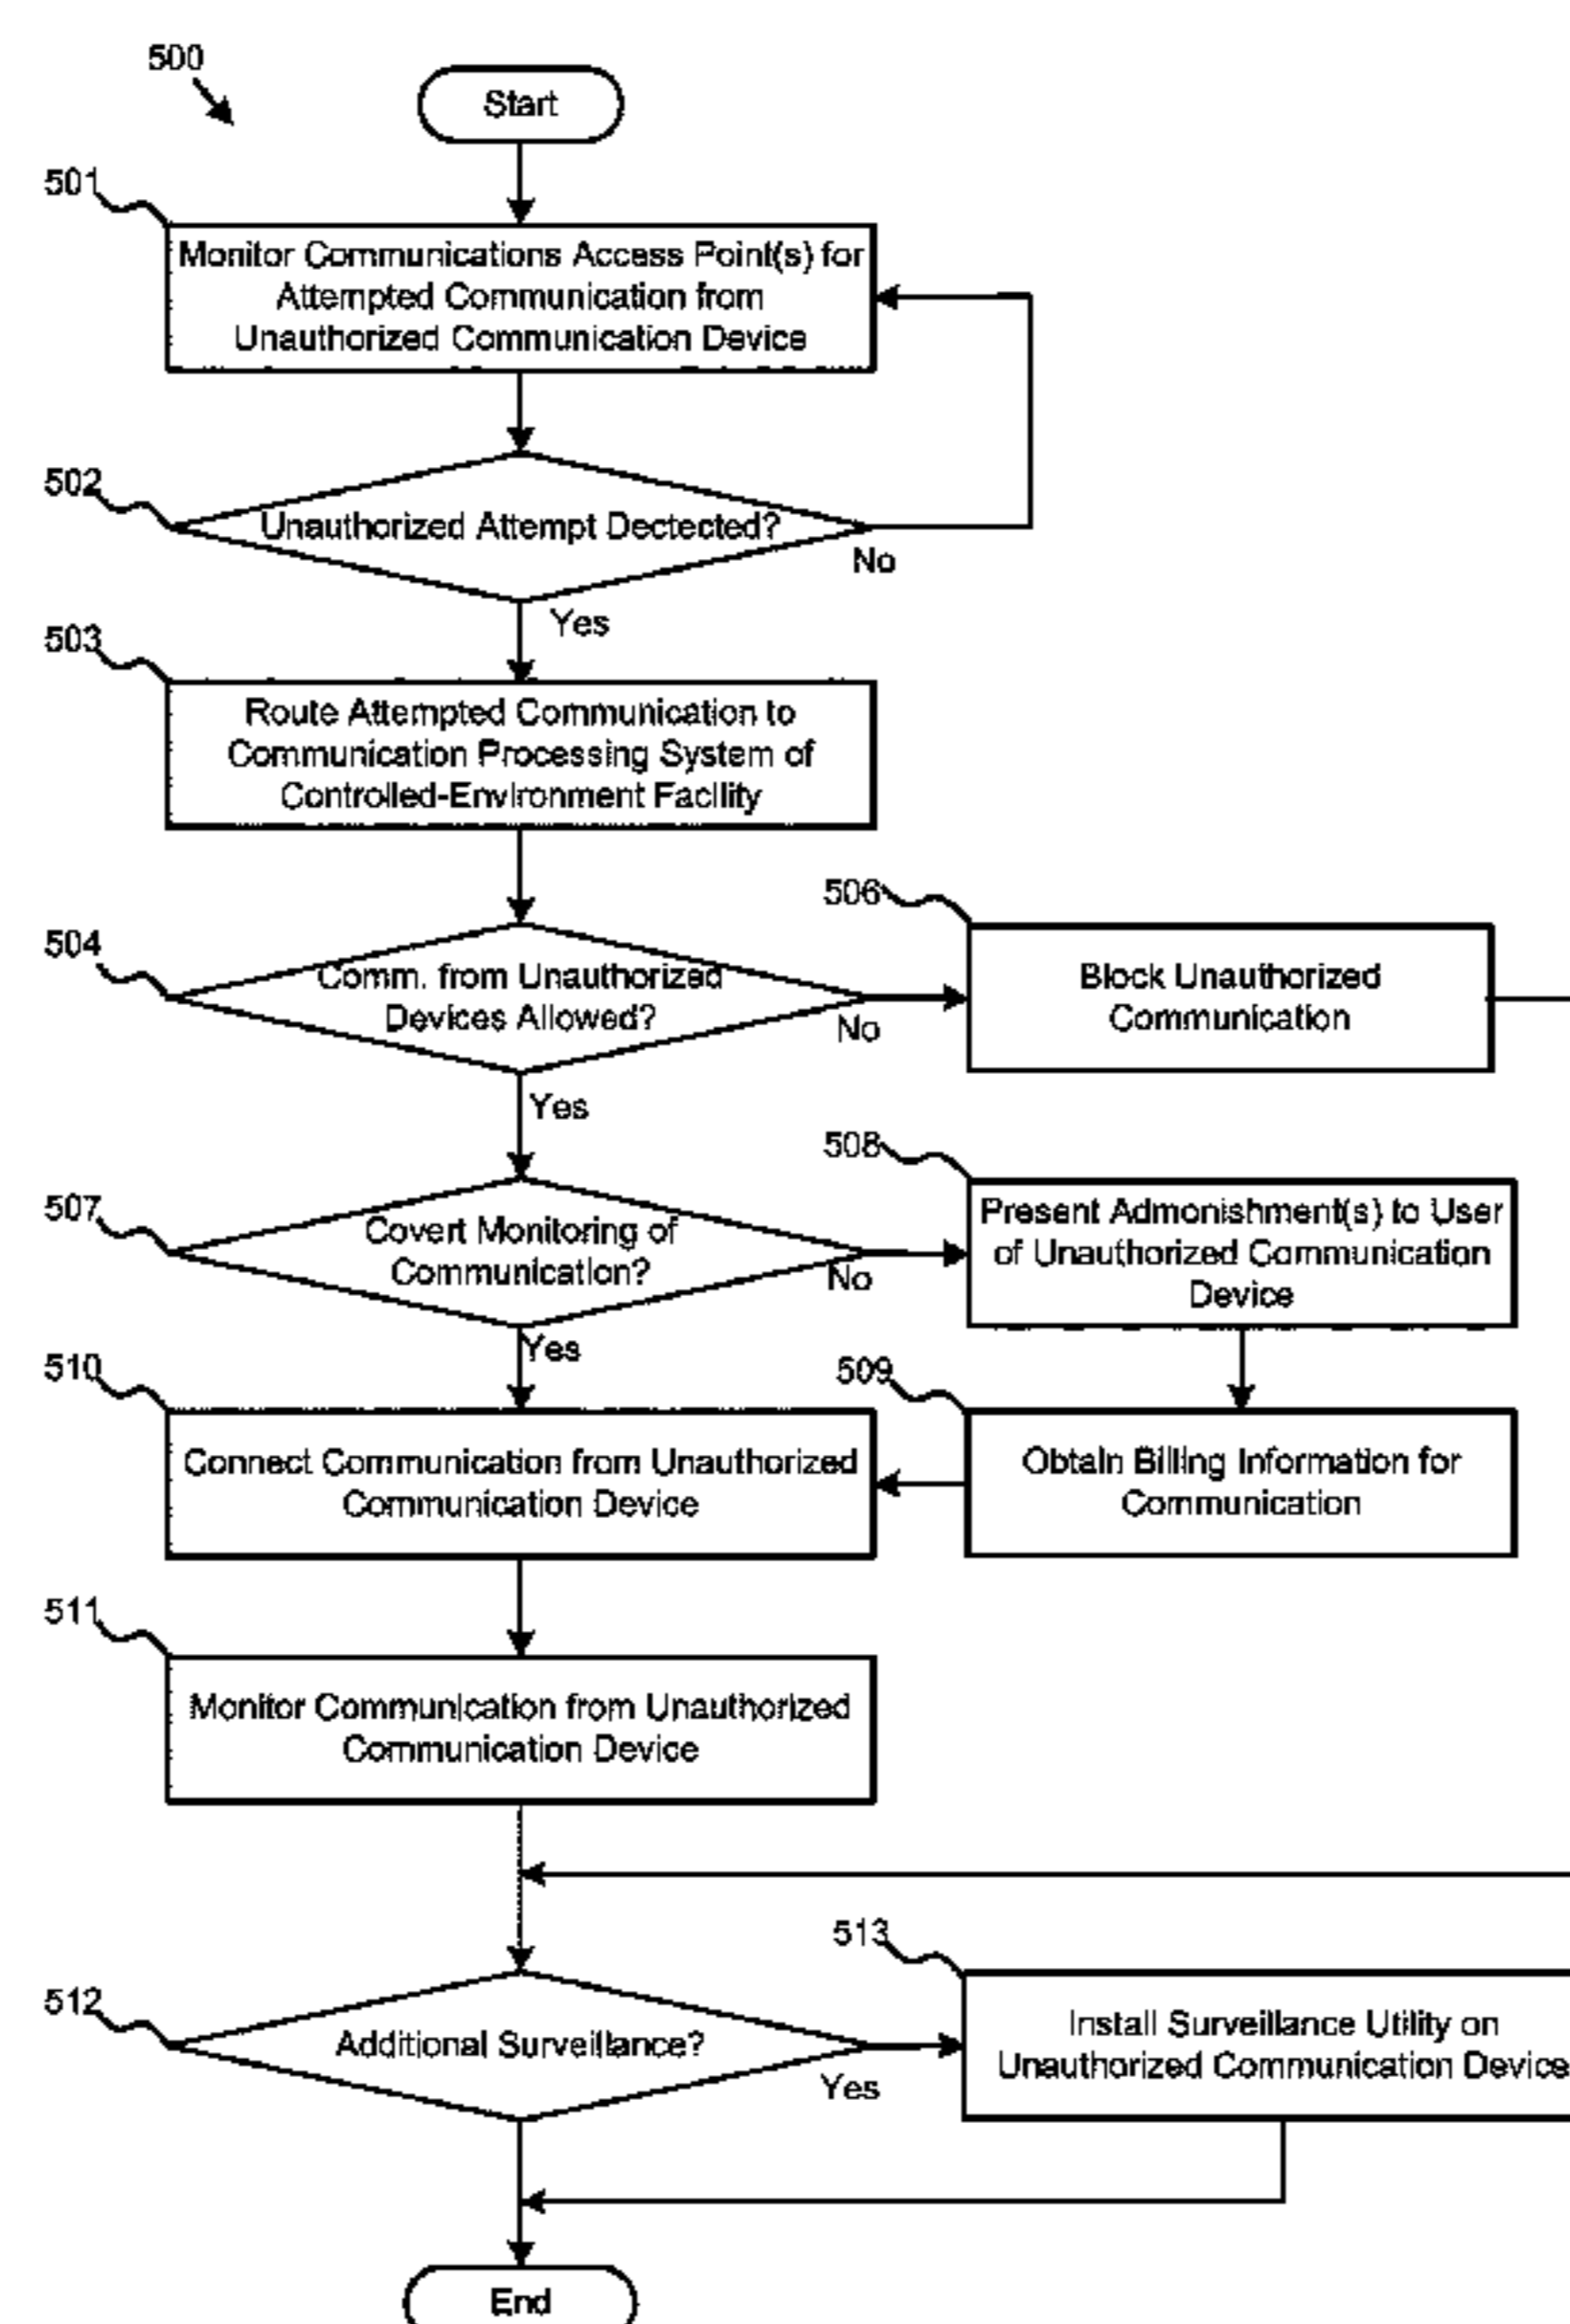 500
Start
501
Monitor Communications Access Point(s) for
Attempted Communication from
Unauthorized Communication Device
502
Unauthorized Attempt Dectected?
No
Yes
503
Route Attempted Communication to
Communication Processing System of
Controlled-Environment Facility
504
Comm. from Unauthorized
Devices Allowed?
No
Yes
506
Block Unauthorized
Communication
507
Covert Monitoring of
Communication?
No
Yes
508
Present Admonishment(s) to User
of Unauthorized Communication
Device
509
Obtain Billing Information for
Communication
510
Connect Communication from Unauthorized
Communication Device
511
Monitor Communication from Unauthorized
Communication Device
512
Additional Surveillance?
Yes
513
Install Surveillance Utility on
Unauthorized Communication Device
End